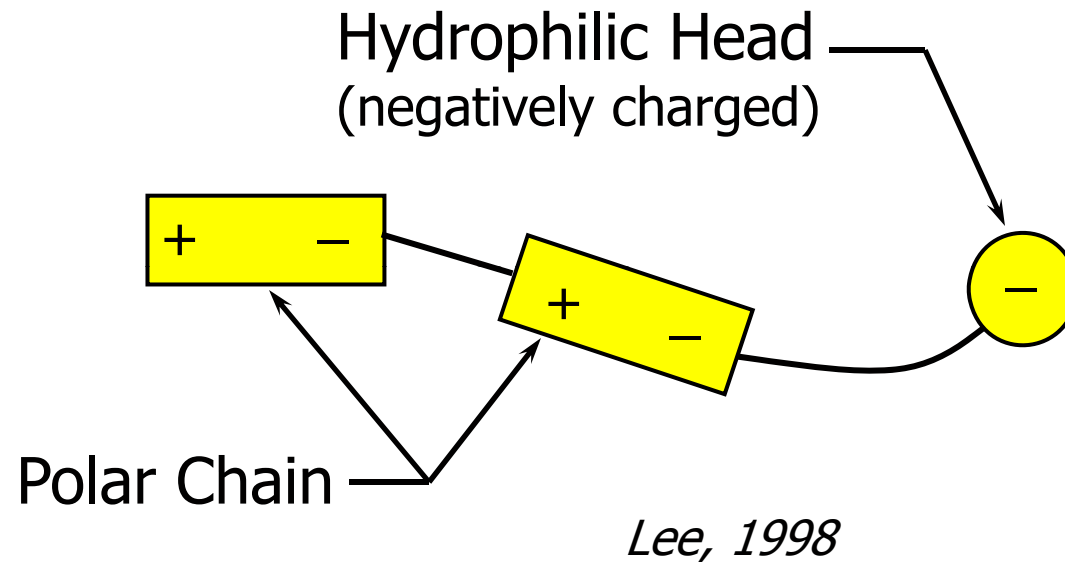 Hydrophilic Head
(negatively charged)
+ −
+ −
−
Polar Chain
Lee, 1998